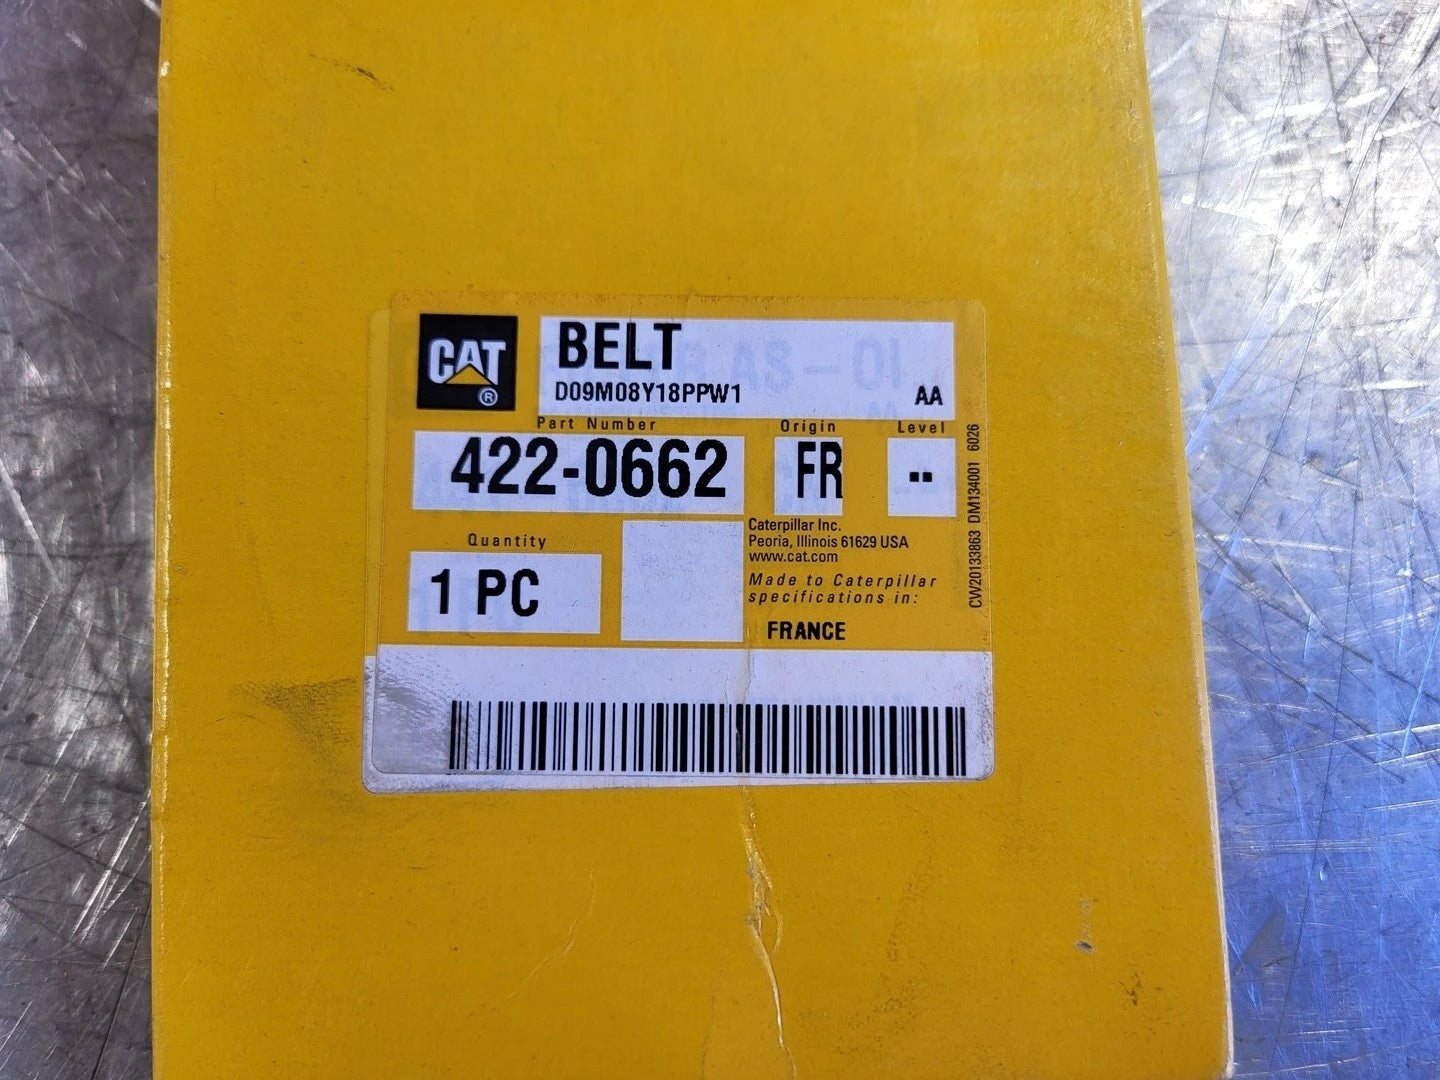 CAT®
BELT
D09M08Y18PPW1 AA
Part Number Origin Level
422-0662 FR --
Quantity
1 PC
Caterpillar Inc.
Peoria, Illinois 61629 USA
www.cat.com
Made to Caterpillar
specifications in:
FRANCE
CW20133863 DM134001 6026